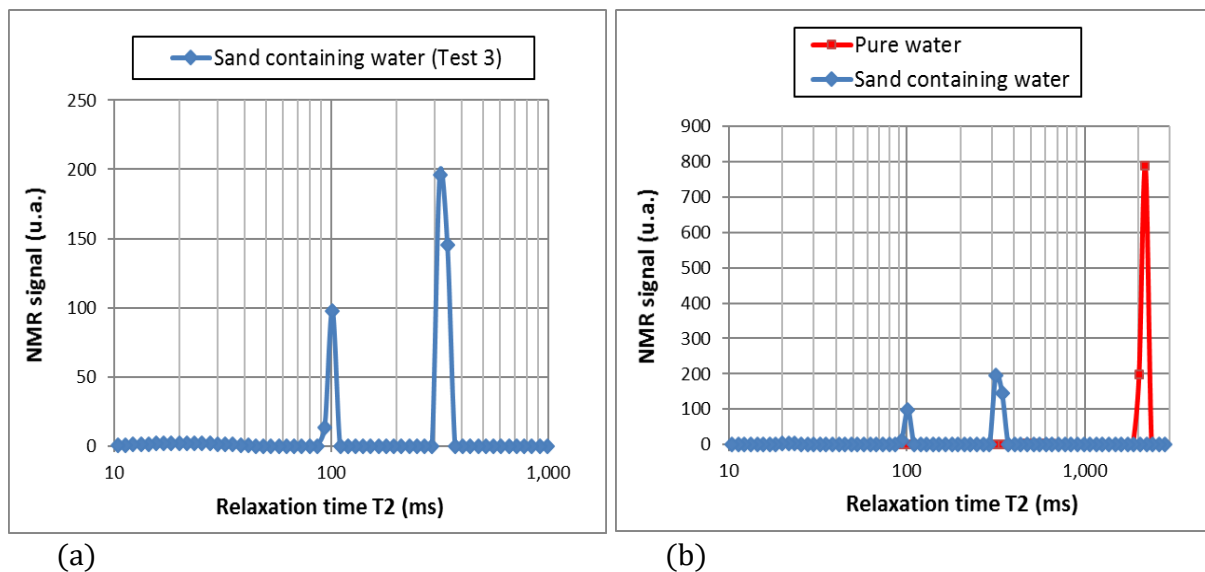 Sand containing water (Test 3)
250
200
150
100
50
0
NMR signal (u.a.)
10
100
1,000
Relaxation time T2 (ms)
(a)
Pure water
Sand containing water
900
800
700
600
500
400
300
200
100
0
NMR signal (u.a.)
10
100
1,000
Relaxation time T2 (ms)
(b)